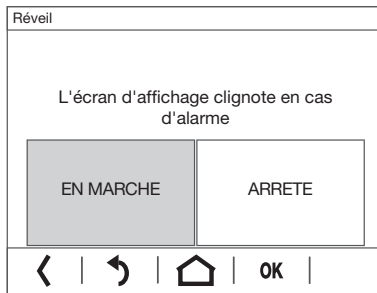 Réveil
L'écran d'affichage clignote en cas
d'alarme
EN MARCHE
ARRETE
OK